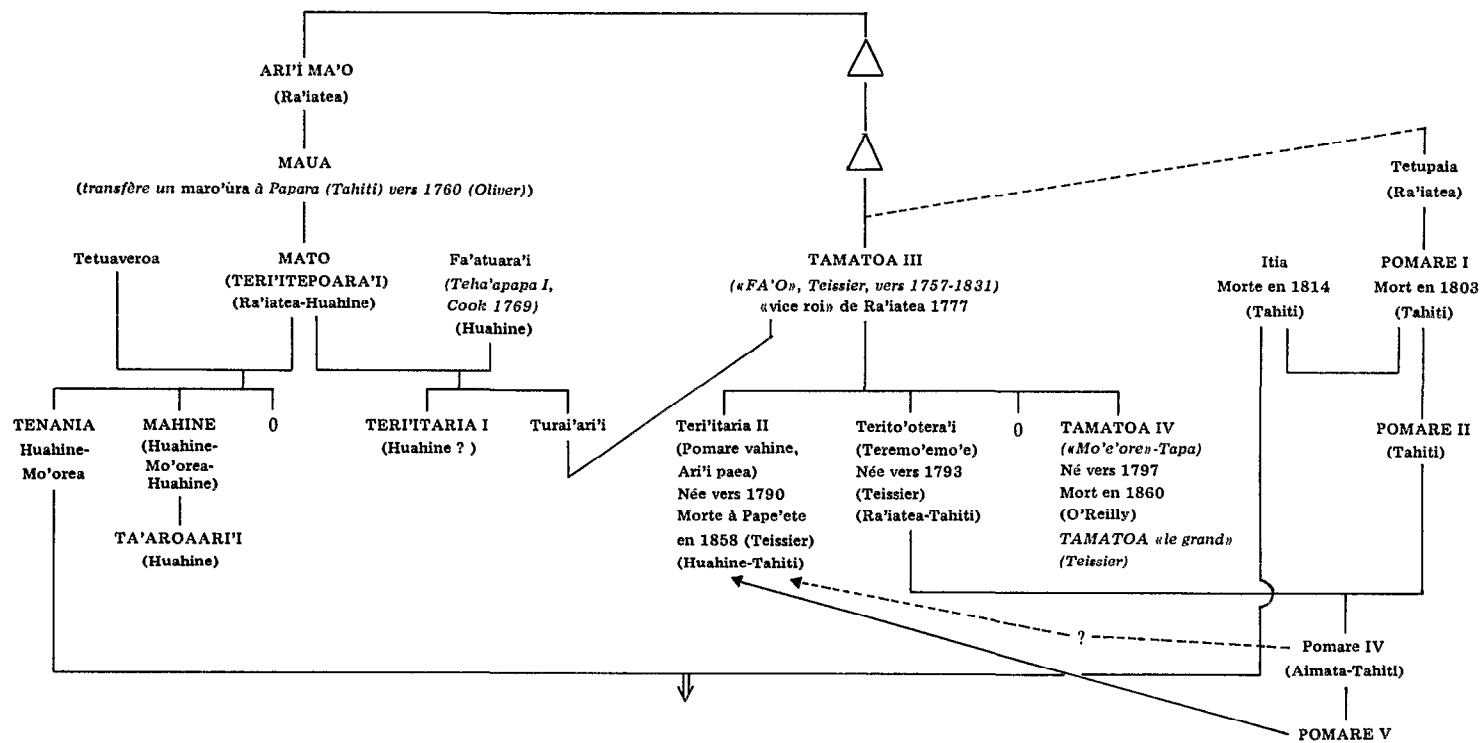 ARI'I MA'O
(Ra'iatea)
MAUA
(transfère un maro'ùra à Papara (Tahiti) vers 1760 (Oliver))
Tetupaia
(Ra'iatea)
Tetuaveroa
MATO
(TERI'ITEPOARA'I)
(Ra'iatea-Huahine)
Fa'atuara'i
(Teha'apapa I,
Cook 1769)
(Huahine)
TAMATOA III
(«FA'O», Teissier, vers 1757-1831)
«vice roi» de Ra'iatea 1777
Itia
Morte en 1814
(Tahiti)
POMARE I
Mort en 1803
(Tahiti)
TENANIA
Huahine-
Mo'orea
MAHINE
(Huahine-
Mo'orea-
Huahine)
0
TERI'ITARIA I
(Huahine ?)
Turai'ari'i
Teri'itaria II
(Pomare vahine,
Ari'i paea)
Née vers 1790
Morte à Pape'ete
en 1858 (Teissier)
(Huahine-Tahiti)
Terito'otera'i
(Teremo'emo'e)
Née vers 1793
(Teissier)
(Ra'iatea-Tahiti)
0
TAMATOA IV
(«Mo'e'ore»-Tapa)
Né vers 1797
Mort en 1860
(O'Reilly)
TAMATOA «le grand»
(Teissier)
POMARE II
(Tahiti)
TA'AROAARI'I
(Huahine)
?
Pomare IV
(Aimata-Tahiti)
POMARE V